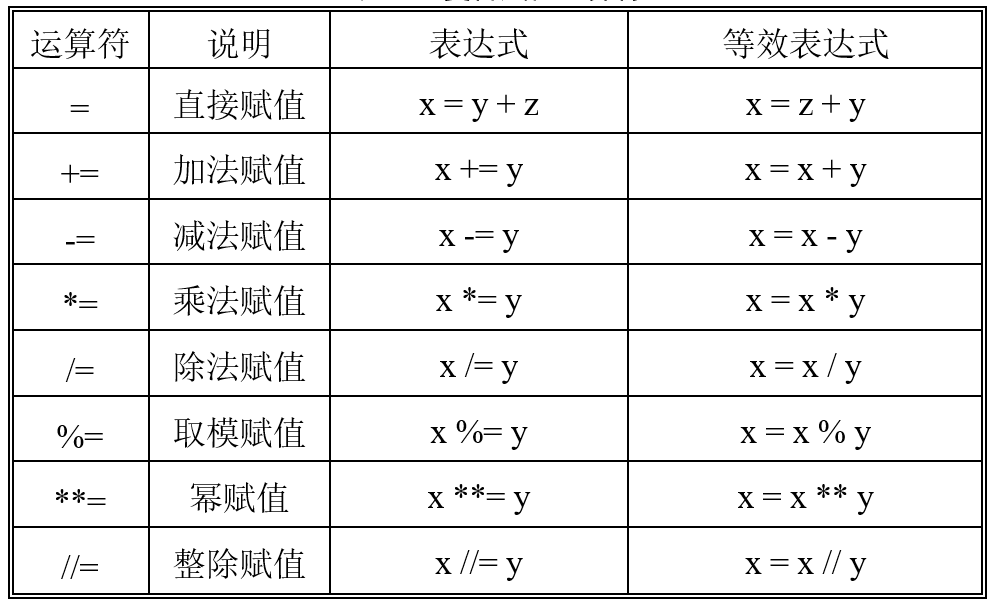 运算符 说明 表达式 等效表达式
= 直接赋值 x = y + z x = z + y
+= 加法赋值 x += y x = x + y
-= 减法赋值 x -= y x = x - y
*= 乘法赋值 x *= y x = x * y
/= 除法赋值 x /= y x = x / y
%= 取模赋值 x %= y x = x % y
**= 幂赋值 x **= y x = x ** y
//= 整除赋值 x //= y x = x // y